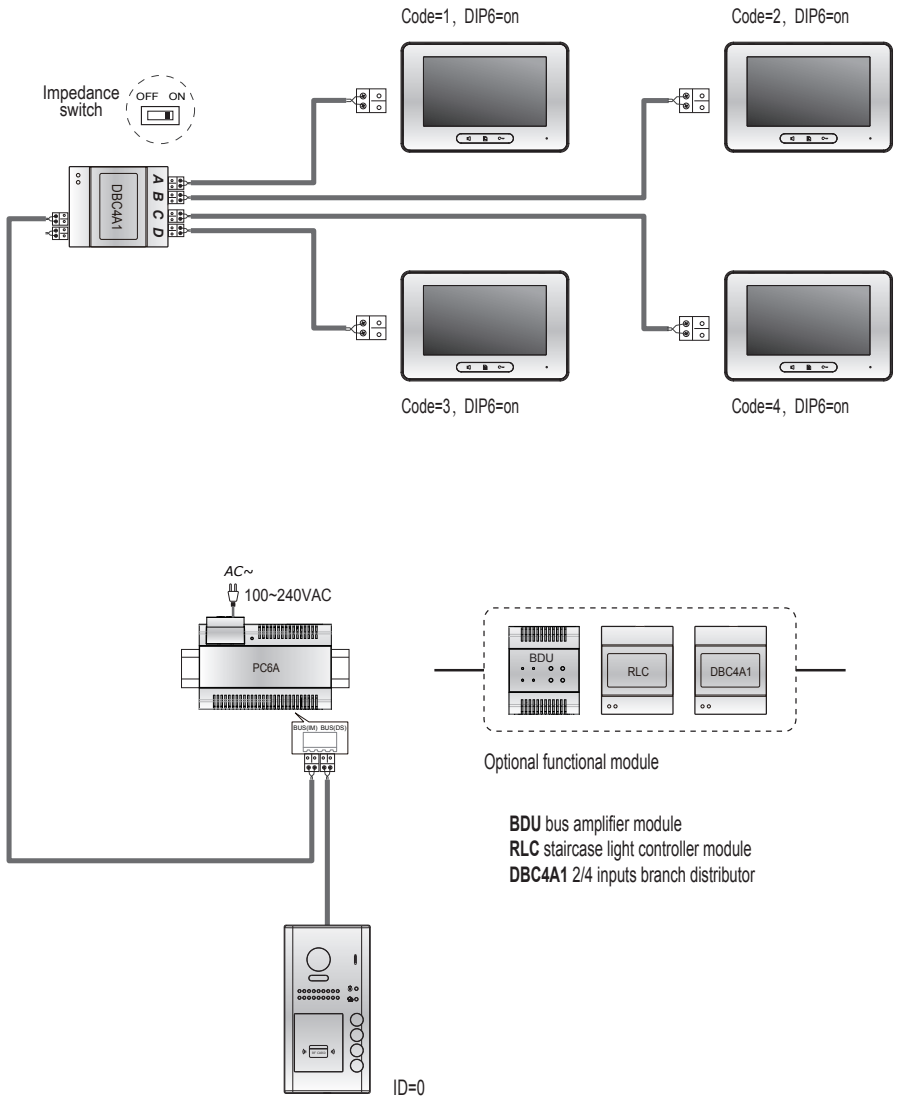 Code=1, DIP6=on
Code=2, DIP6=on
Impedance
switch
OFF ON
DBC4A1
A
B
C
D
Code=3, DIP6=on
Code=4, DIP6=on
AC~
100~240VAC
PC6A
BUS(IM) BUS(DS)
BDU
RLC
DBC4A1
Optional functional module
BDU bus amplifier module
RLC staircase light controller module
DBC4A1 2/4 inputs branch distributor
ID=0